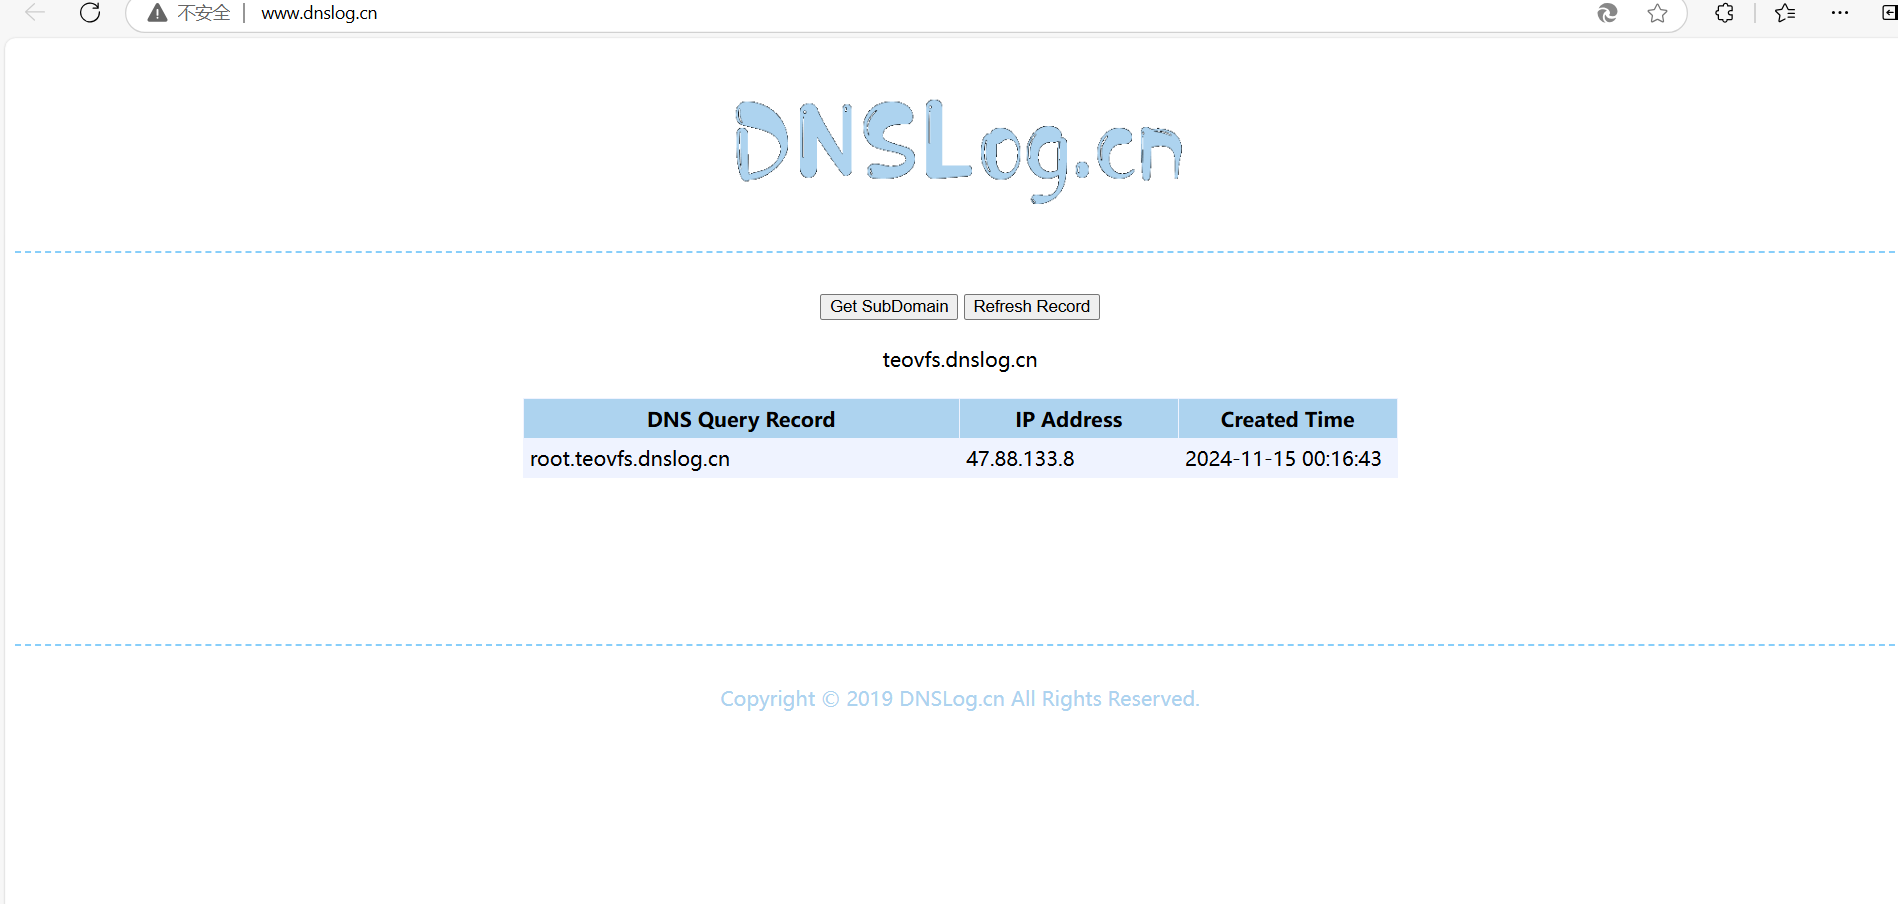 不安全 www.dnslog.cn
DNSLog.cn
Get SubDomain Refresh Record
teovfs.dnslog.cn
DNS Query Record IP Address Created Time
root.teovfs.dnslog.cn 47.88.133.8 2024-11-15 00:16:43
Copyright © 2019 DNSLog.cn All Rights Reserved.